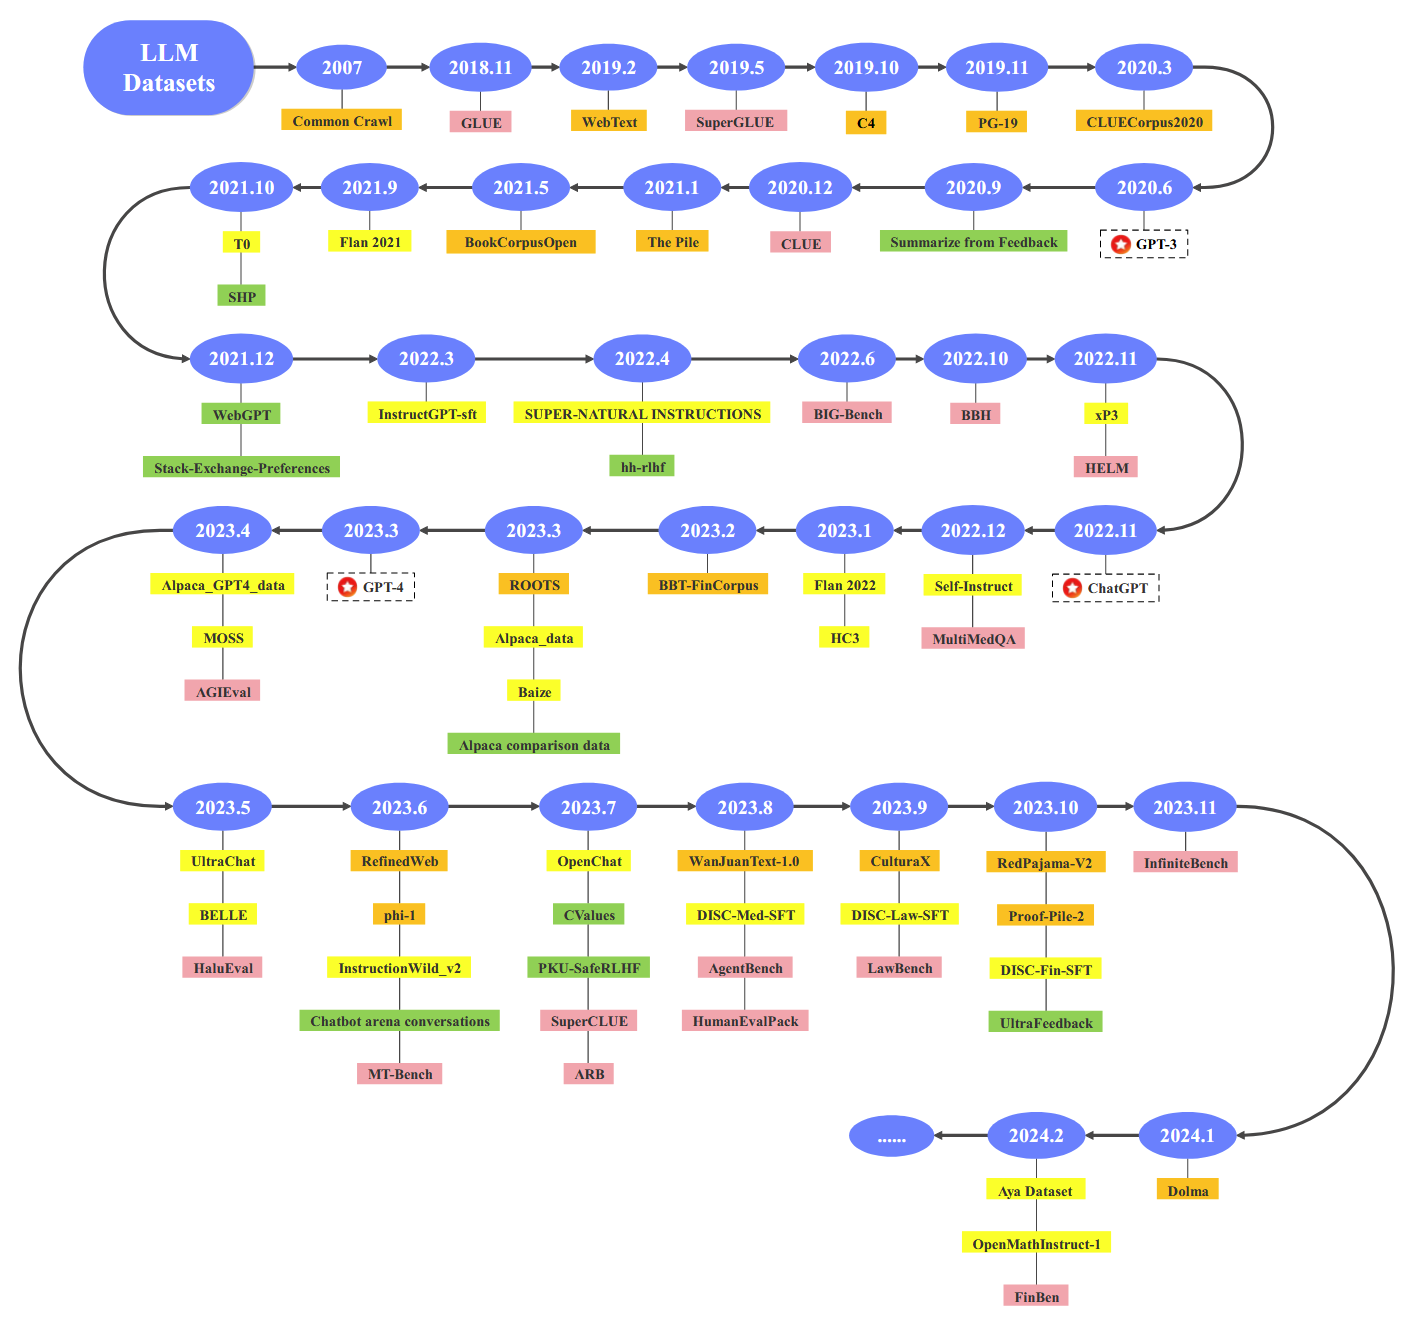 LLM
Datasets
2007
2018.11
2019.2
2019.5
2019.10
2019.11
2020.3
Common Crawl
GLUE
WebText
SuperGLUE
C4
PG-19
CLUECorpus2020
2021.10
2021.9
2021.5
2021.1
2020.12
2020.9
2020.6
T0
Flan 2021
BookCorpusOpen
The Pile
CLUE
Summarize from Feedback
GPT-3
SHP
2021.12
2022.3
2022.4
2022.6
2022.10
2022.11
WebGPT
InstructGPT-sft
SUPER-NATURAL INSTRUCTIONS
BIG-Bench
BBH
xP3
Stack-Exchange-Preferences
hh-rlhf
HELM
2023.4
2023.3
2023.3
2023.2
2023.1
2022.12
2022.11
Alpaca_GPT4_data
GPT-4
ROOTS
BBT-FinCorpus
Flan 2022
Self-Instruct
ChatGPT
MOSS
Alpaca_data
HC3
MultiMedQA
AGIEval
Baize
Alpaca comparison data
2023.5
2023.6
2023.7
2023.8
2023.9
2023.10
2023.11
UltraChat
RefinedWeb
OpenChat
WanJuanText-1.0
CulturaX
RedPajama-V2
InfiniteBench
BELLE
phi-1
CValues
DISC-Med-SFT
DISC-Law-SFT
Proof-Pile-2
HaluEval
InstructionWild_v2
PKU-SafeRLHF
AgentBench
LawBench
DISC-Fin-SFT
Chatbot arena conversations
SuperCLUE
HumanEvalPack
UltraFeedback
MT-Bench
ARB
......
2024.2
2024.1
Aya Dataset
Dolma
OpenMathInstruct-1
FinBen